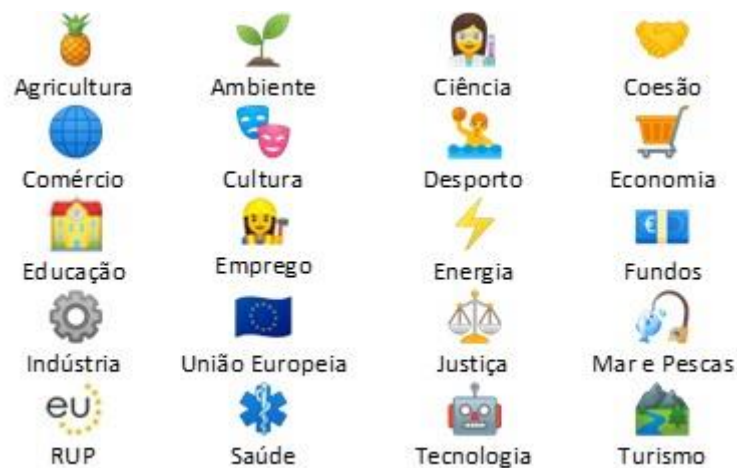 Agricultura Ambiente Ciência Coesão
Comércio Cultura Desporto Economia
Educação Emprego Energia Fundos
Indústria União Europeia Justiça Mar e Pescas
eu
RUP Saúde Tecnologia Turismo